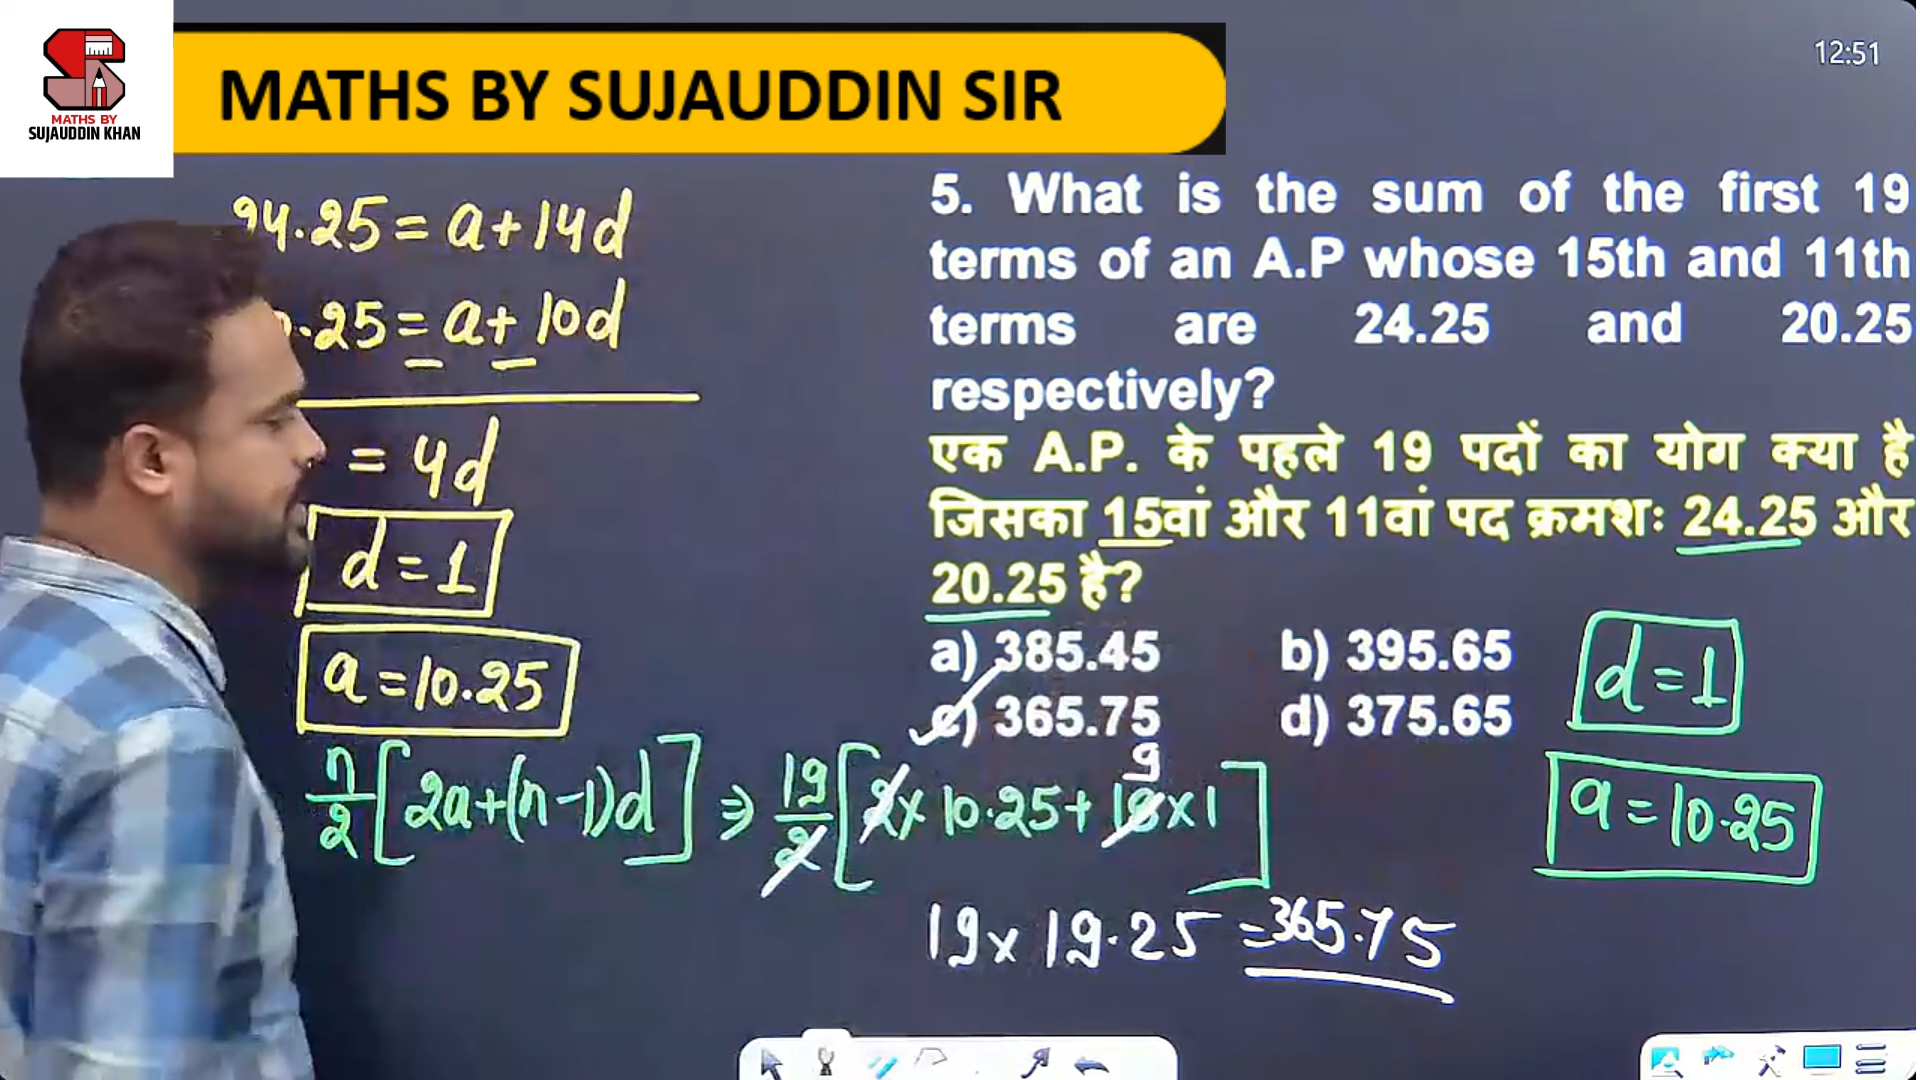 MATHS BY
SUJAUDDIN KHAN
MATHS BY SUJAUDDIN SIR
12:51
24.25 = a+14d
.25 = a+10d
= 4d
d=1
a=10.25
5. What is the sum of the first 19
terms of an A.P whose 15th and 11th
terms are 24.25 and 20.25
respectively?
एक A.P. के पहले 19 पदों का योग क्या है
जिसका 15वां और 11वां पद क्रमशः 24.25 और
20.25 है?
a) 385.45 b) 395.65
c) 365.75 d) 375.65
d=1
a=10.25
n/2[2a+(n-1)d] ⇒ 19/2[2×10.25+18×1]
9
19×19.25=365.75